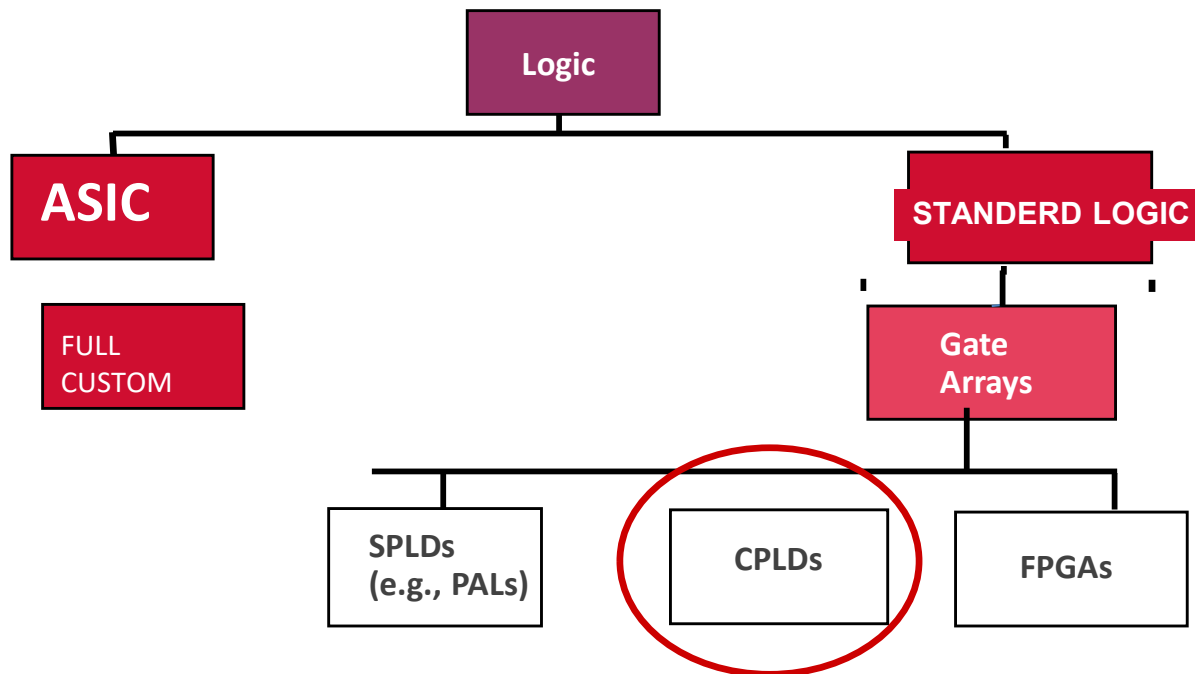 Logic
ASIC
STANDERD LOGIC
FULL
CUSTOM
Gate
Arrays
SPLDs
(e.g., PALs)
CPLDs
FPGAs